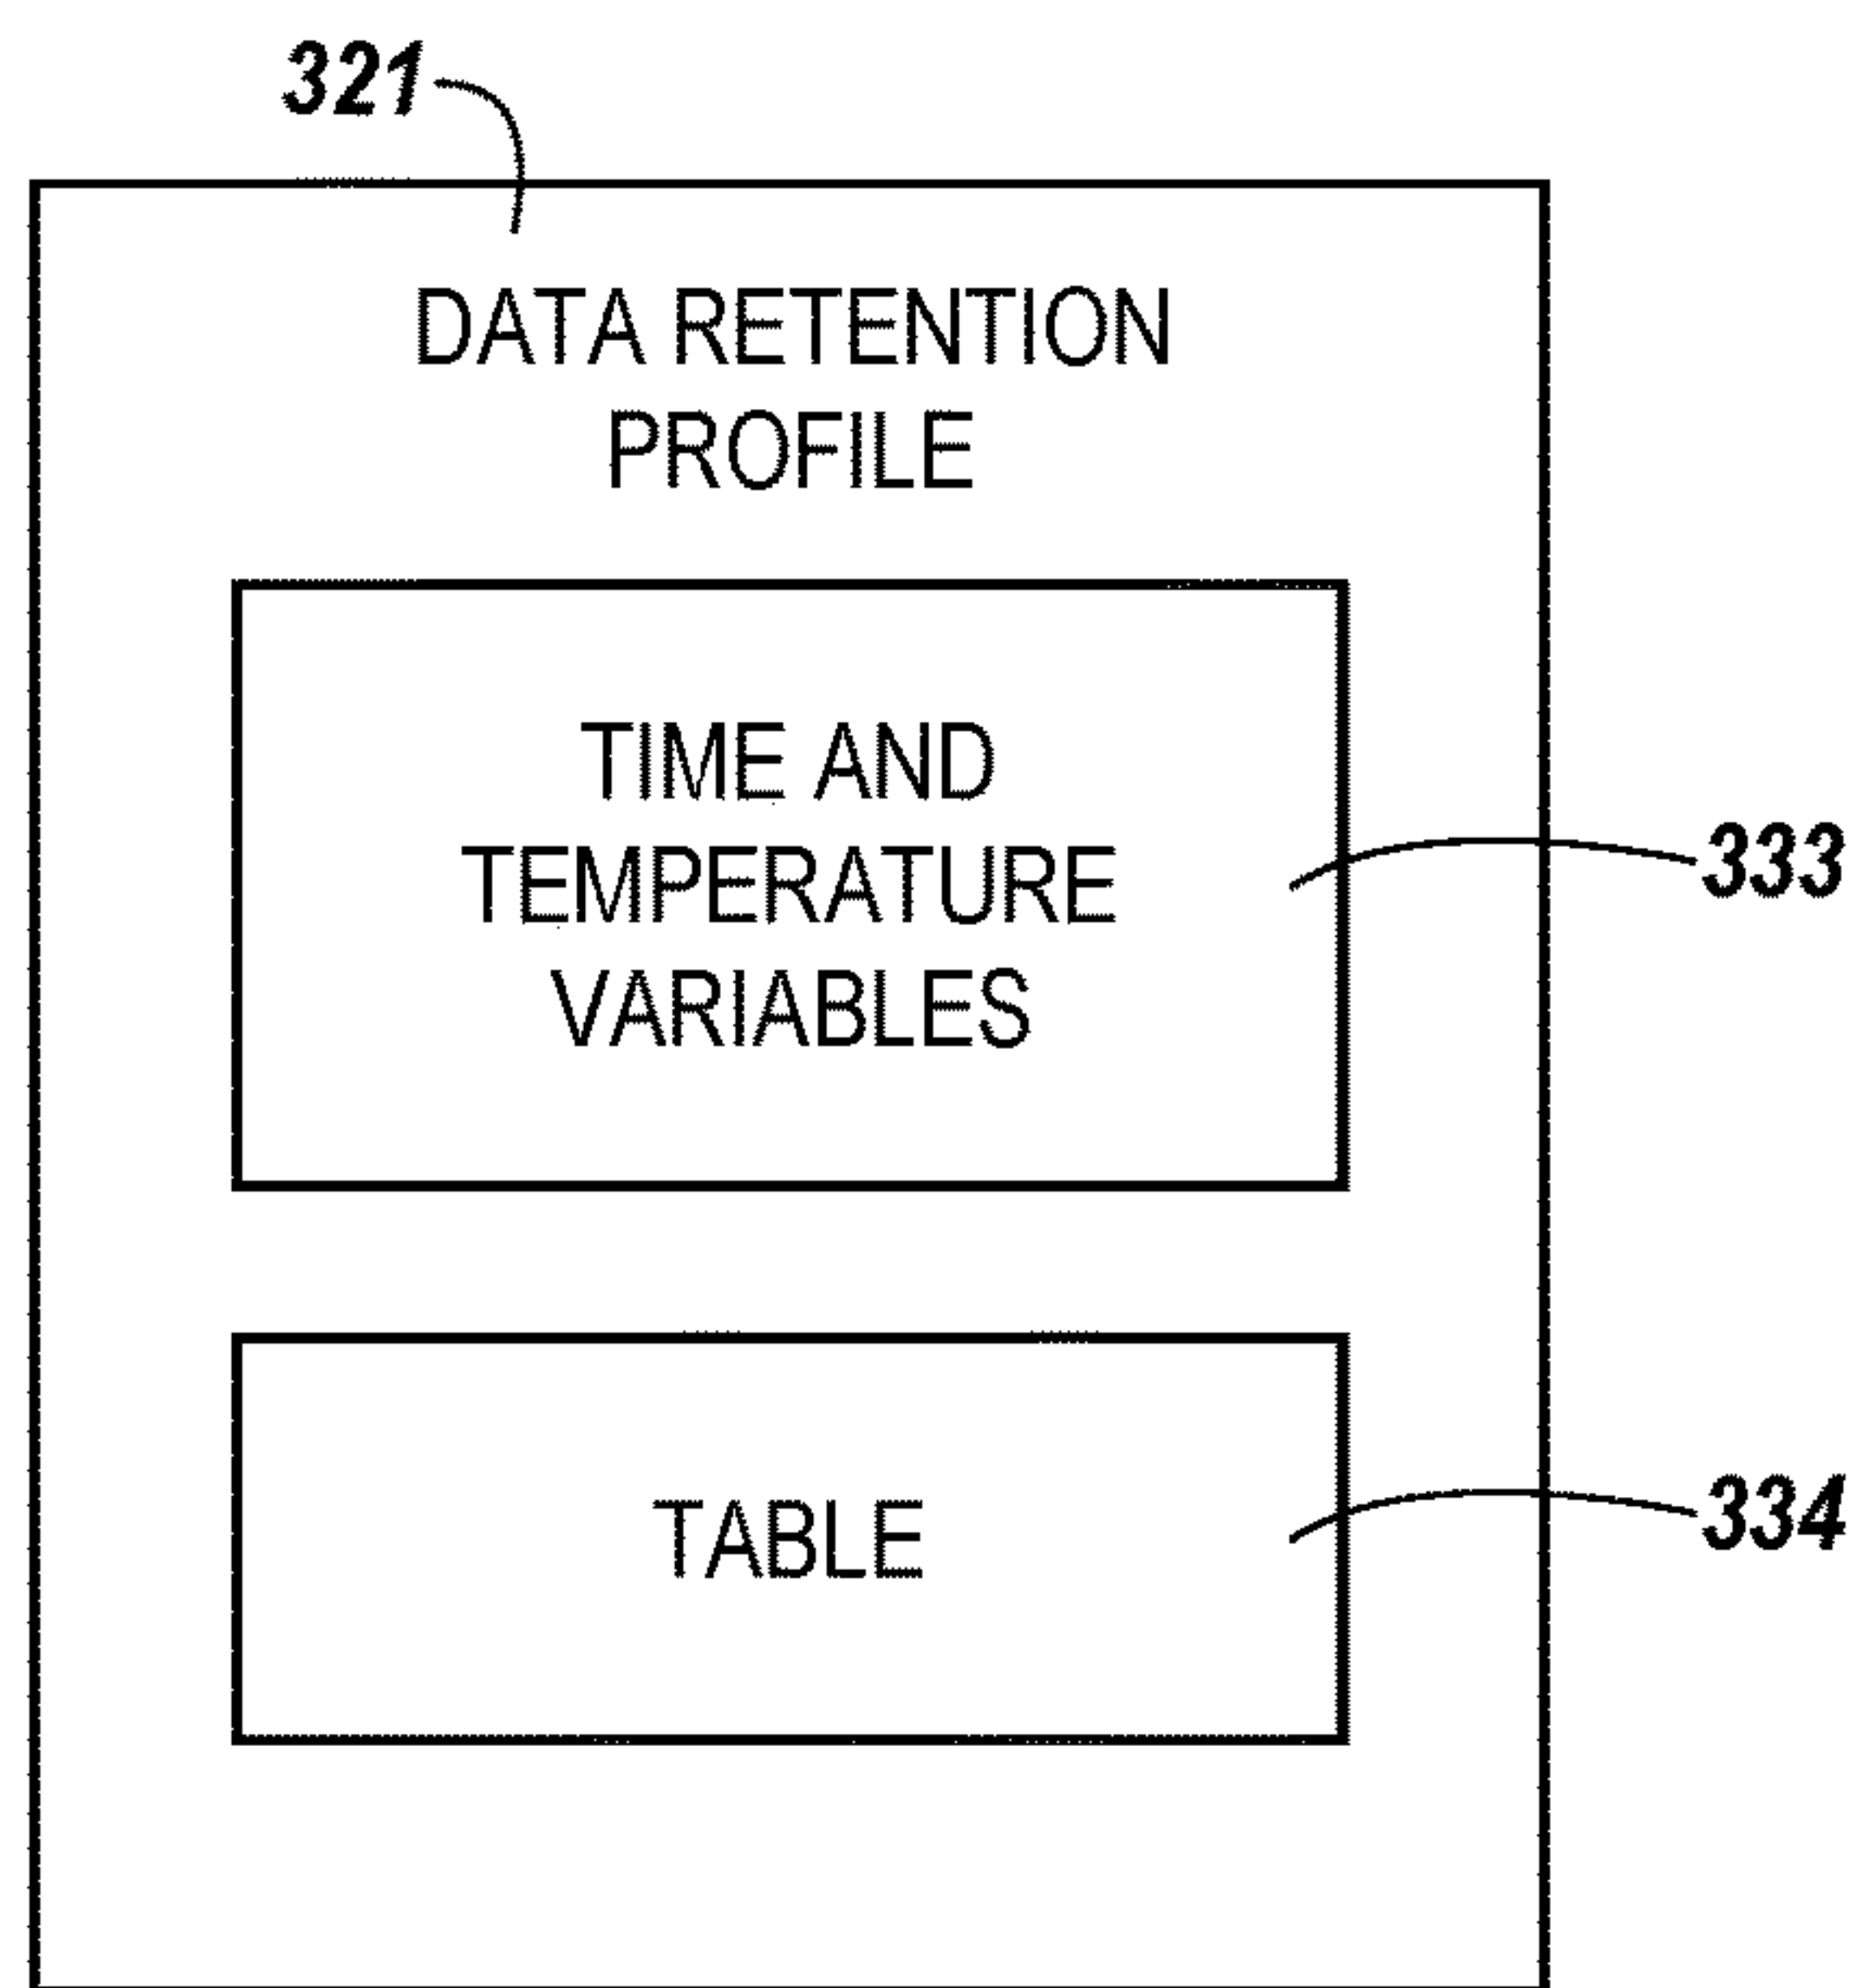 321
DATA RETENTION
PROFILE
TIME AND
TEMPERATURE
VARIABLES
333
TABLE
334